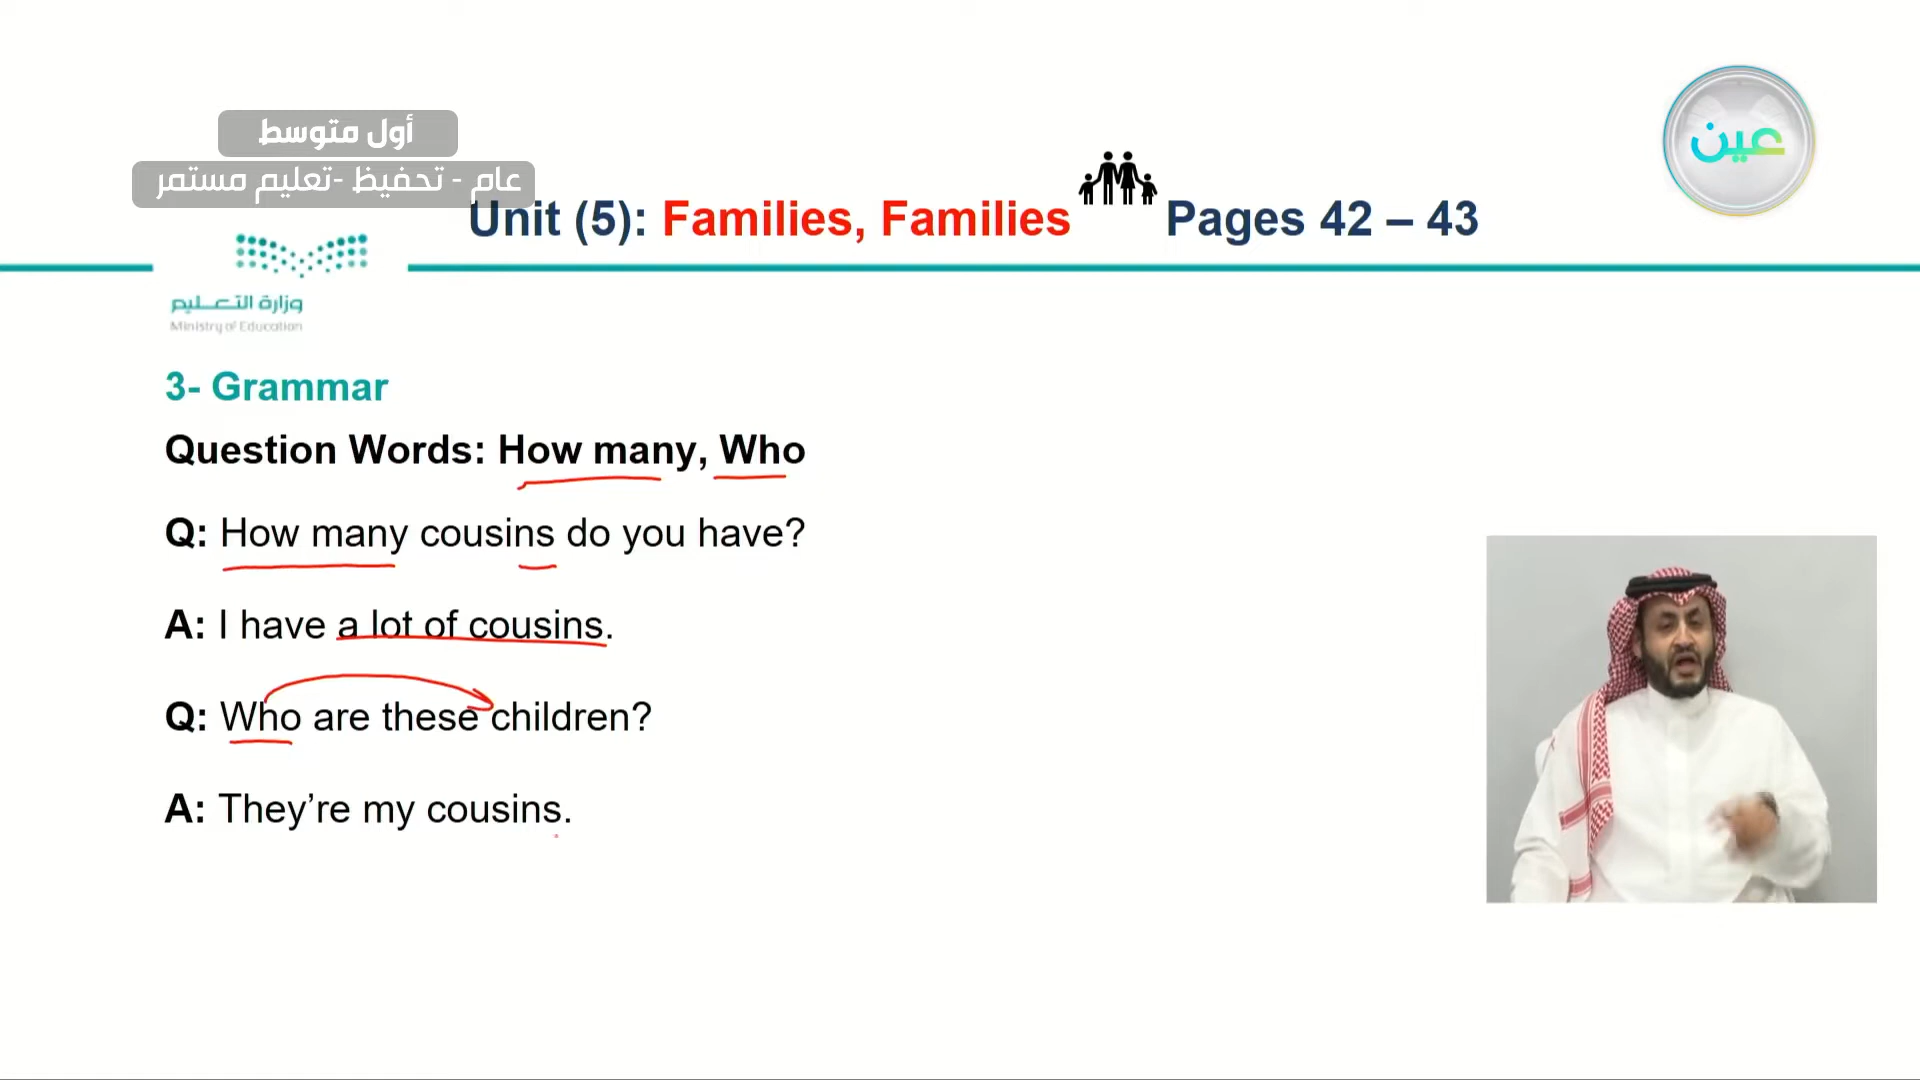 أول متوسط
عام - تحفيظ -تعليم مستمر
عين
Unit (5): Families, Families Pages 42 – 43
وزارة التعليم
Ministry of Education
3- Grammar
Question Words: How many, Who
Q: How many cousins do you have?
A: I have a lot of cousins.
Q: Who are these children?
A: They’re my cousins.